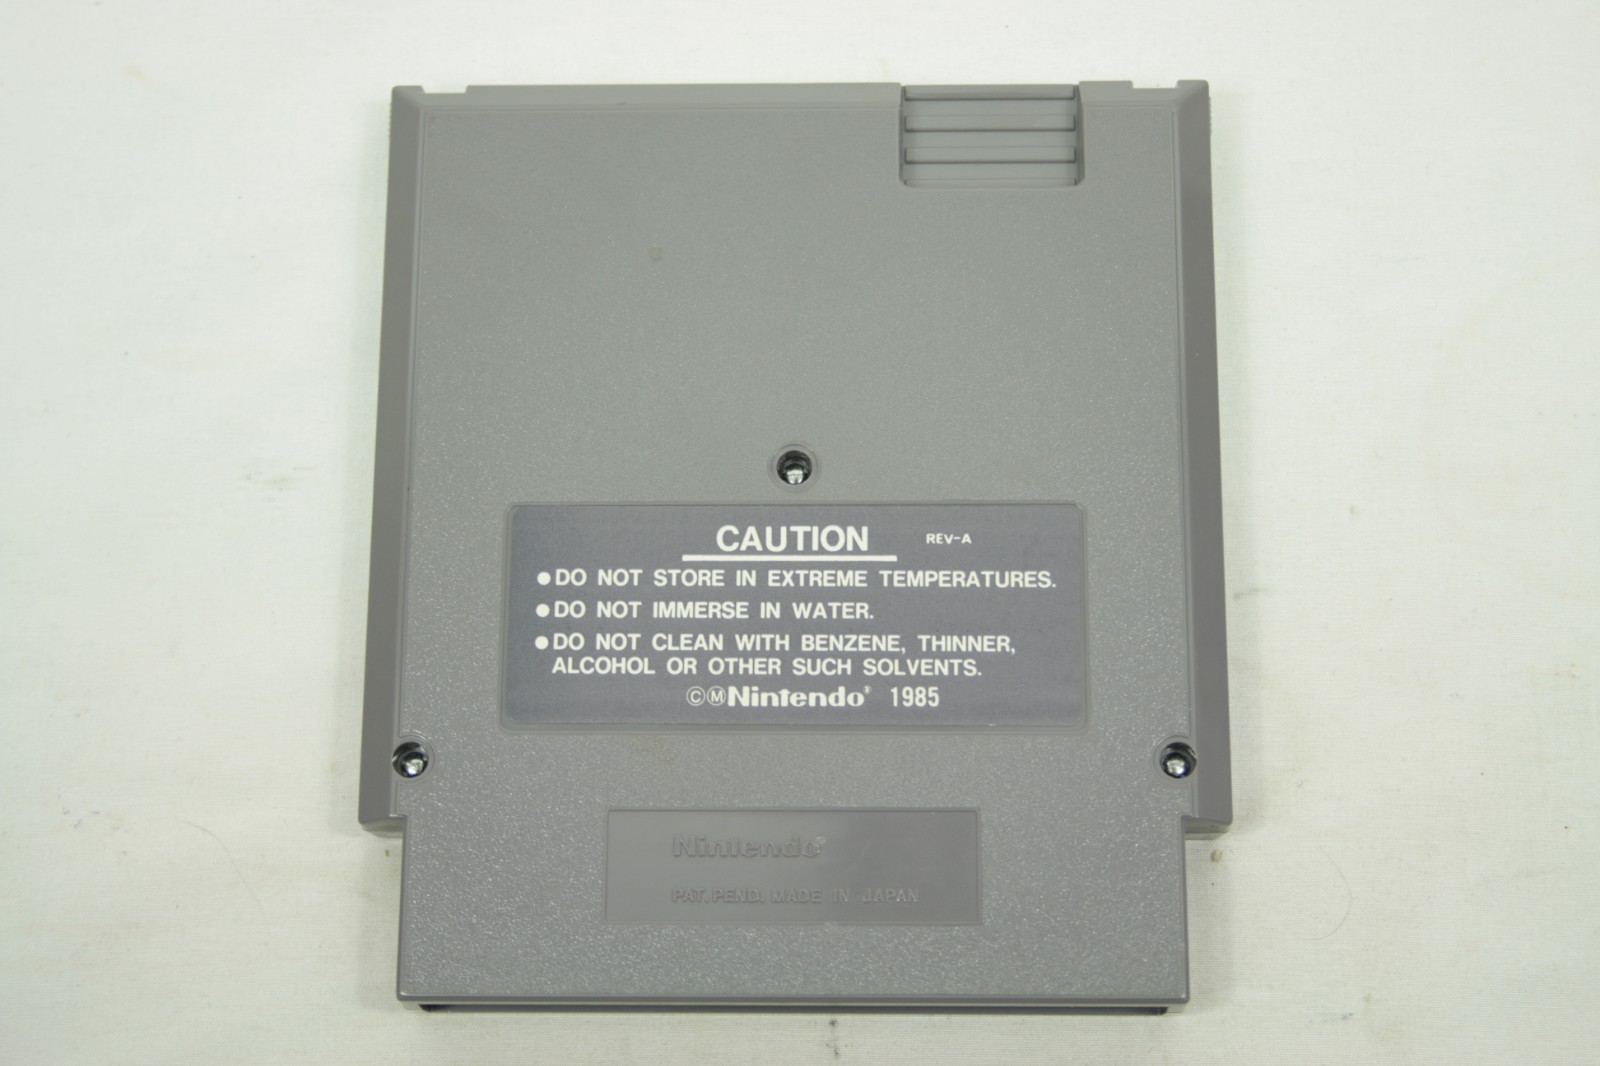 CAUTION REV-A
●DO NOT STORE IN EXTREME TEMPERATURES.
●DO NOT IMMERSE IN WATER.
●DO NOT CLEAN WITH BENZENE, THINNER,
ALCOHOL OR OTHER SUCH SOLVENTS.
©ⓂNintendo® 1985
Nintendo®
PAT. PEND. MADE IN JAPAN